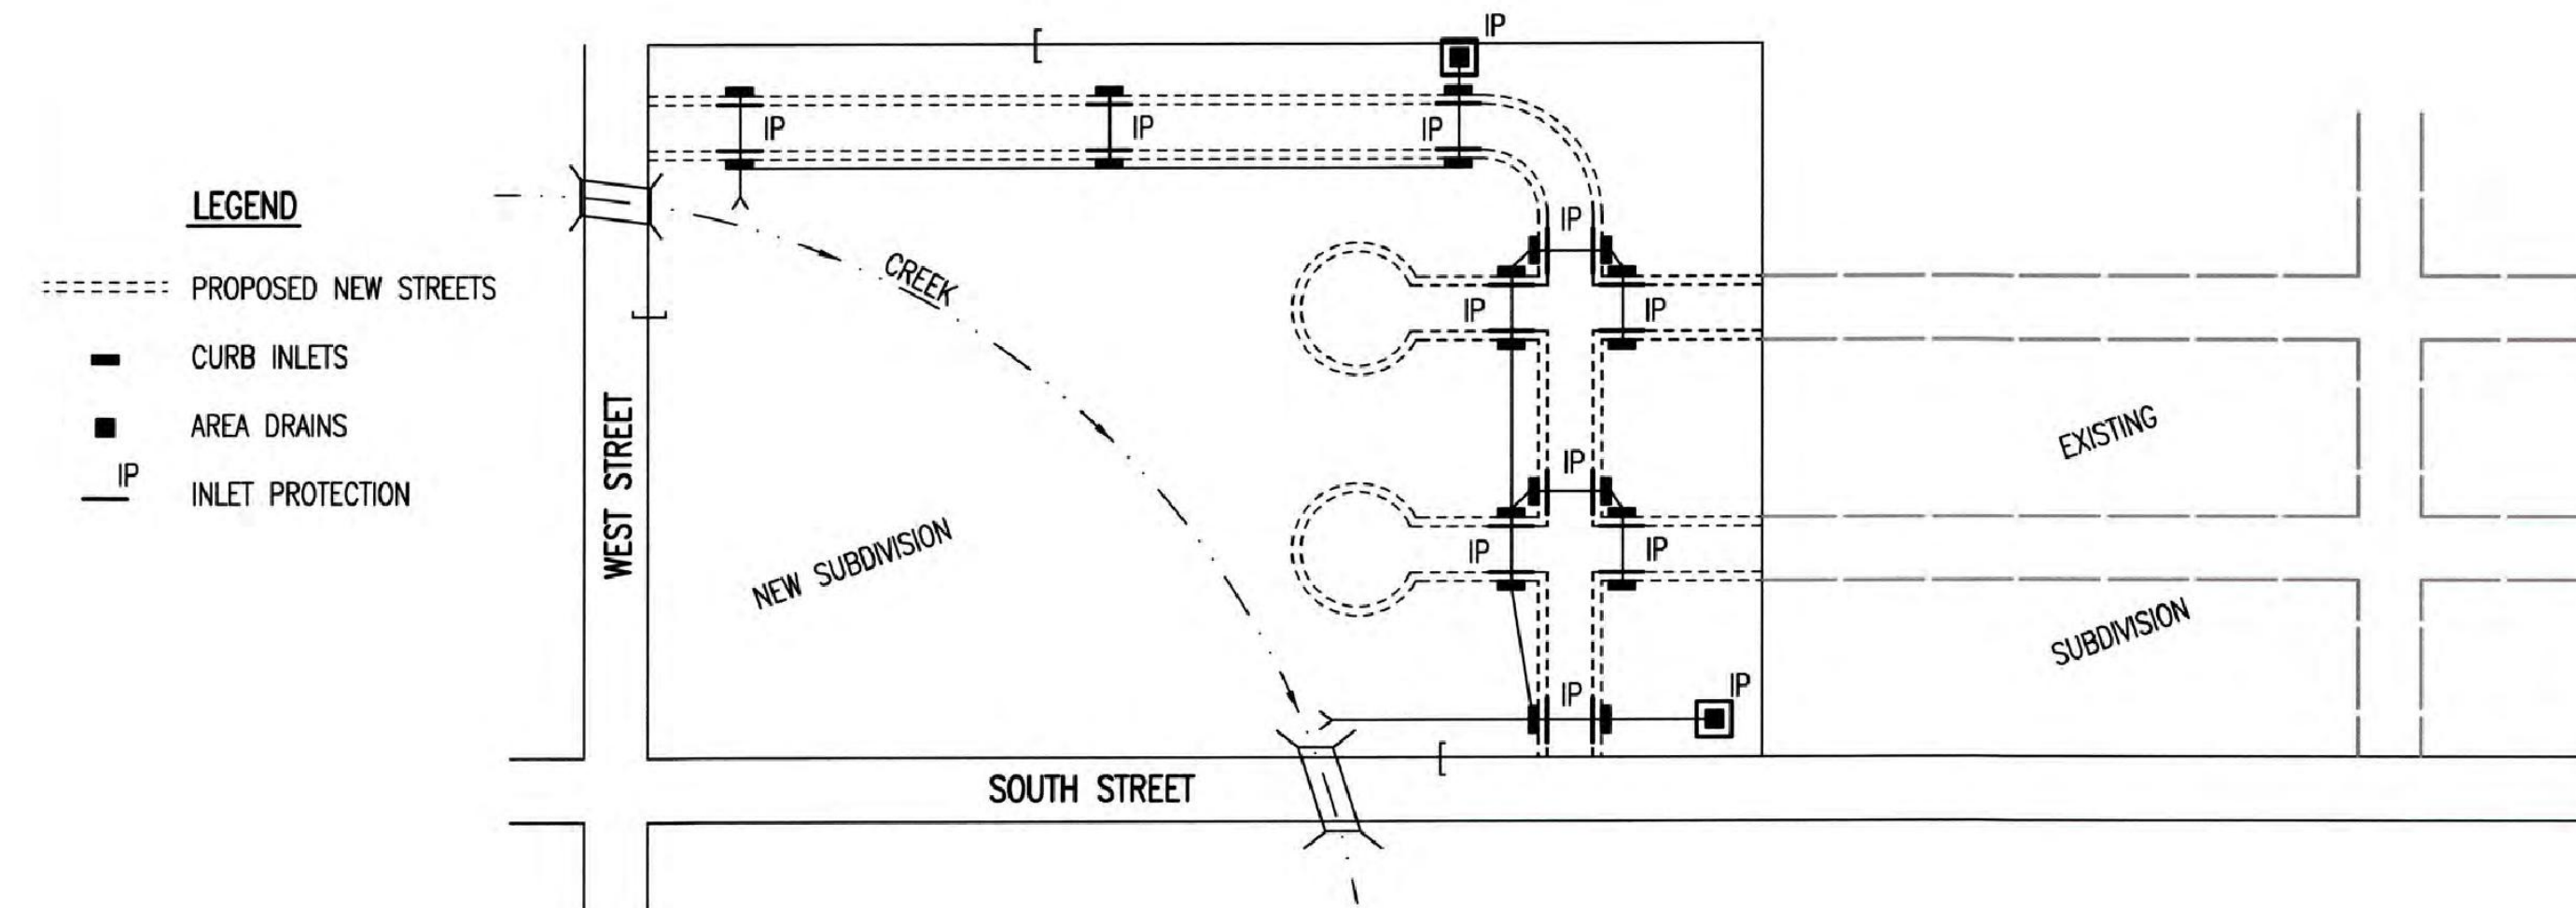 LEGEND
PROPOSED NEW STREETS
CURB INLETS
AREA DRAINS
IP
INLET PROTECTION
WEST STREET
SOUTH STREET
CREEK
NEW SUBDIVISION
IP
IP
IP
IP
IP
IP
IP
IP
IP
IP
IP
IP
EXISTING
SUBDIVISION